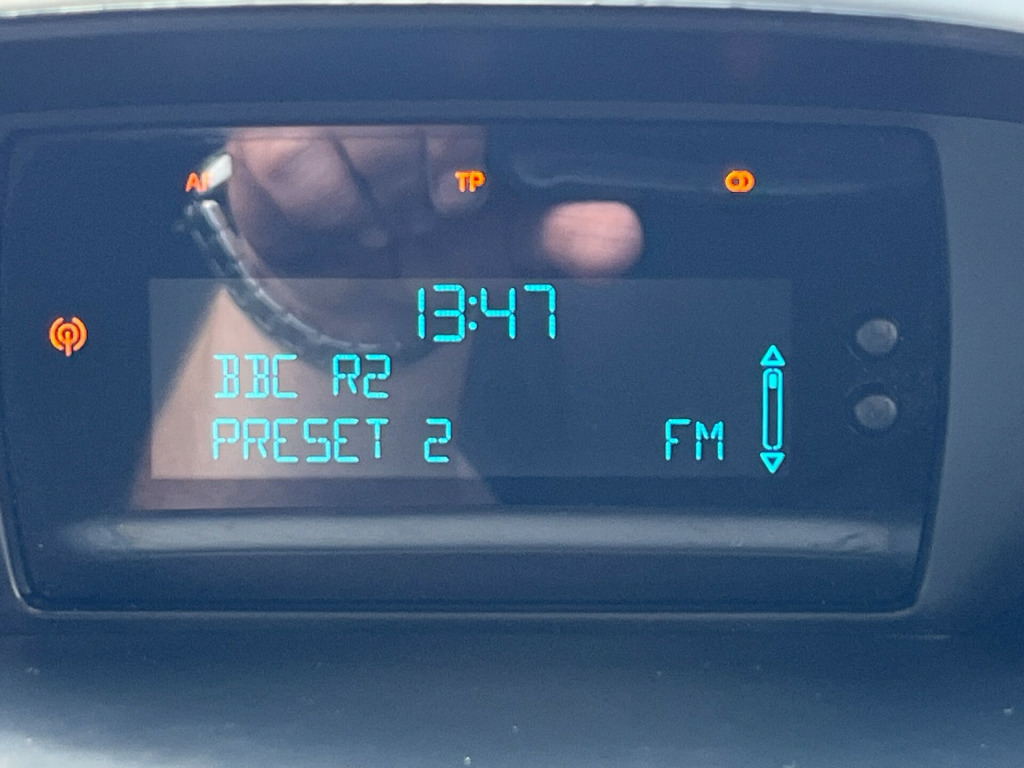 AF TP
13:47
BBC R2
PRESET 2 FM